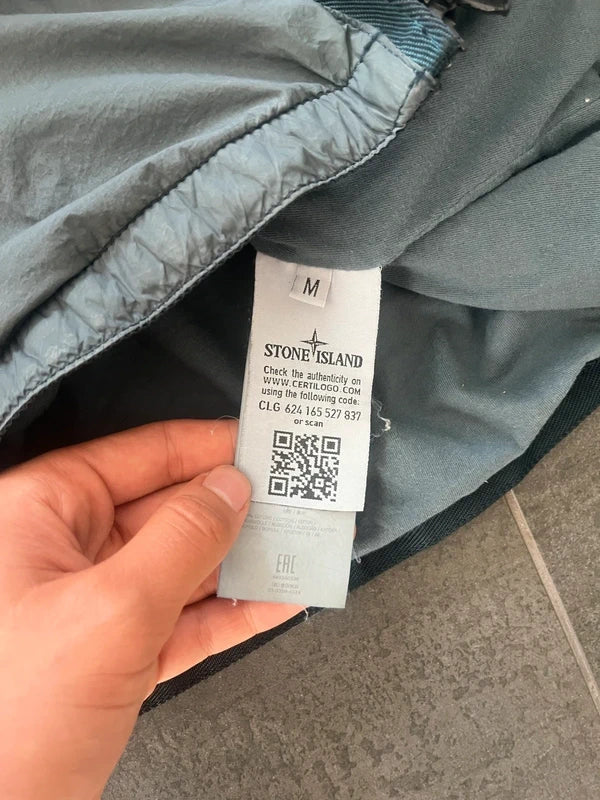 M
STONE ISLAND
Check the authenticity on
WWW.CERTILOGO.COM
using the following code:
CLG 624 165 527 837
or scan
EAC